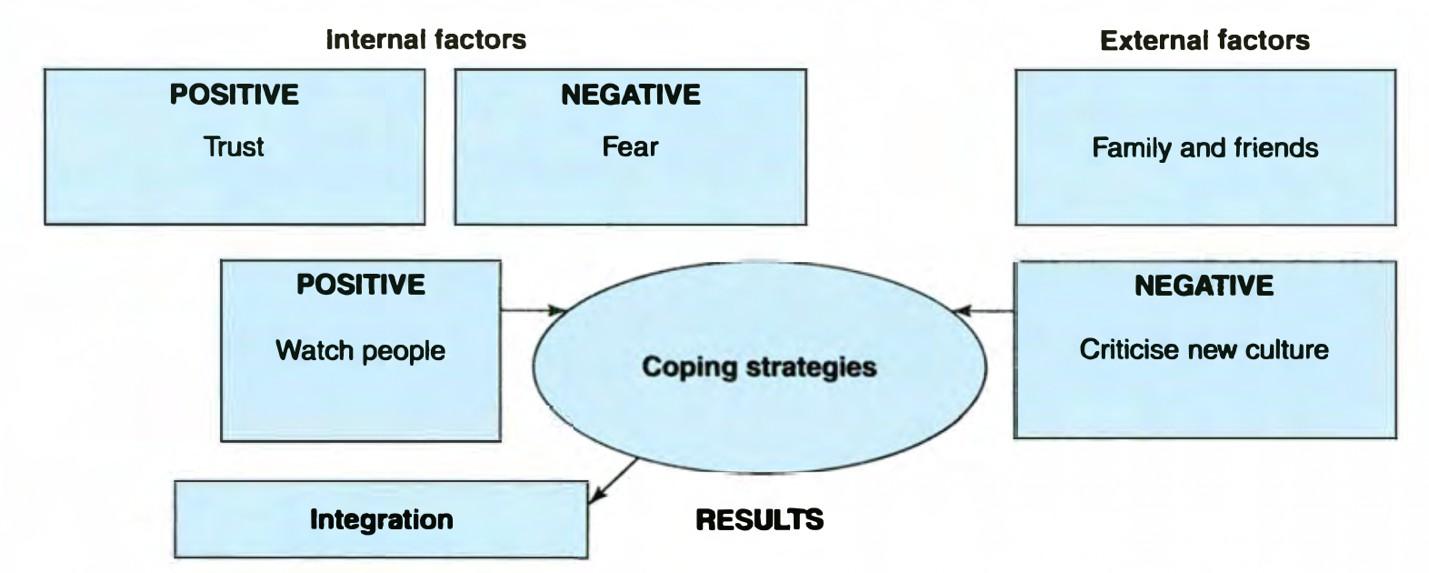 Internal factors
External factors
POSITIVE
Trust
NEGATIVE
Fear
Family and friends
POSITIVE
Watch people
Coping strategies
NEGATIVE
Criticise new culture
Integration
RESULTS